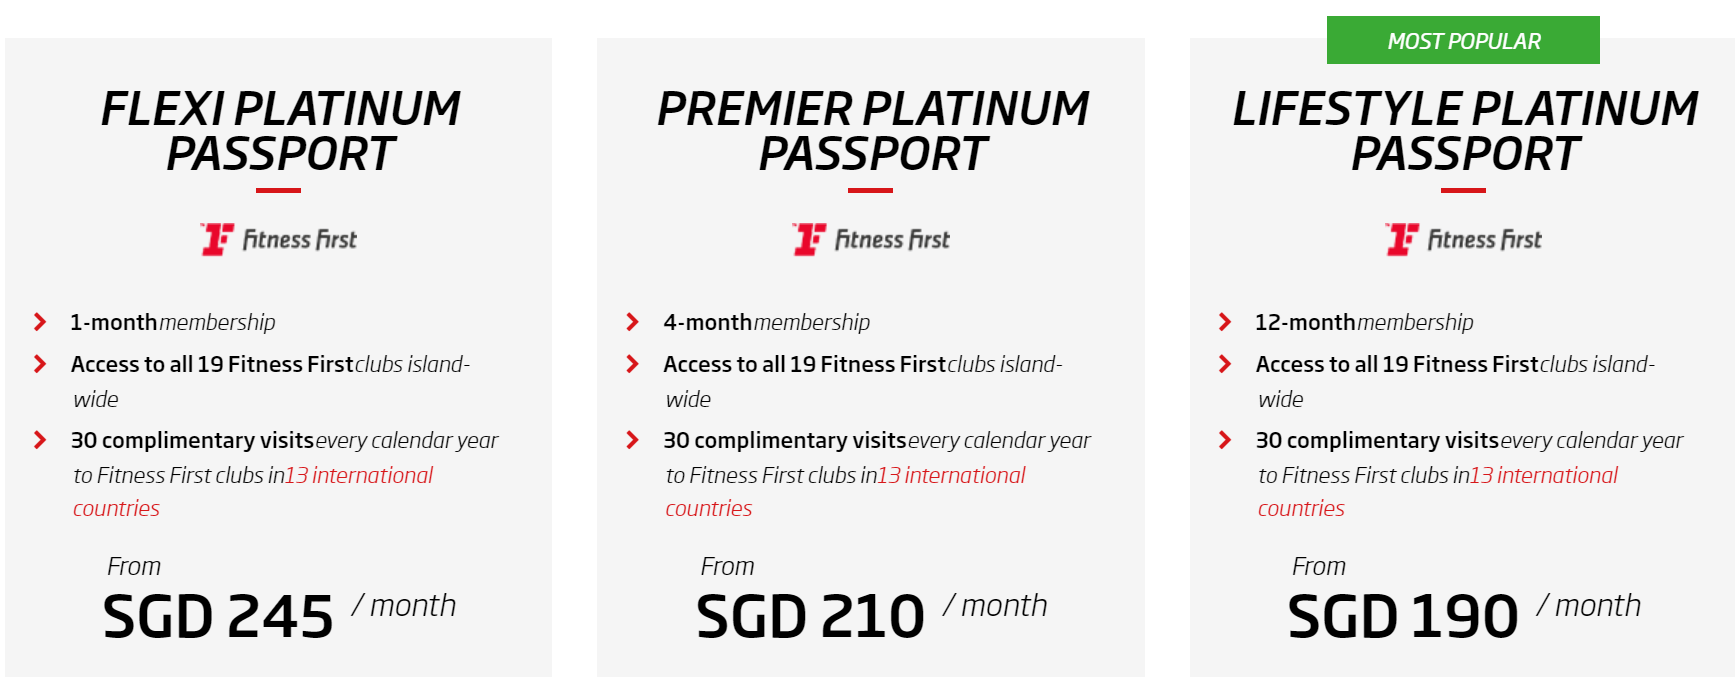 FLEXI PLATINUM
PASSPORT
Fitness First
1-month membership
Access to all 19 Fitness First clubs island-
wide
30 complimentary visits every calendar year
to Fitness First clubs in 13 international
countries
From
SGD 245 / month
PREMIER PLATINUM
PASSPORT
Fitness First
4-month membership
Access to all 19 Fitness First clubs island-
wide
30 complimentary visits every calendar year
to Fitness First clubs in 13 international
countries
From
SGD 210 / month
MOST POPULAR
LIFESTYLE PLATINUM
PASSPORT
Fitness First
12-month membership
Access to all 19 Fitness First clubs island-
wide
30 complimentary visits every calendar year
to Fitness First clubs in 13 international
countries
From
SGD 190 / month